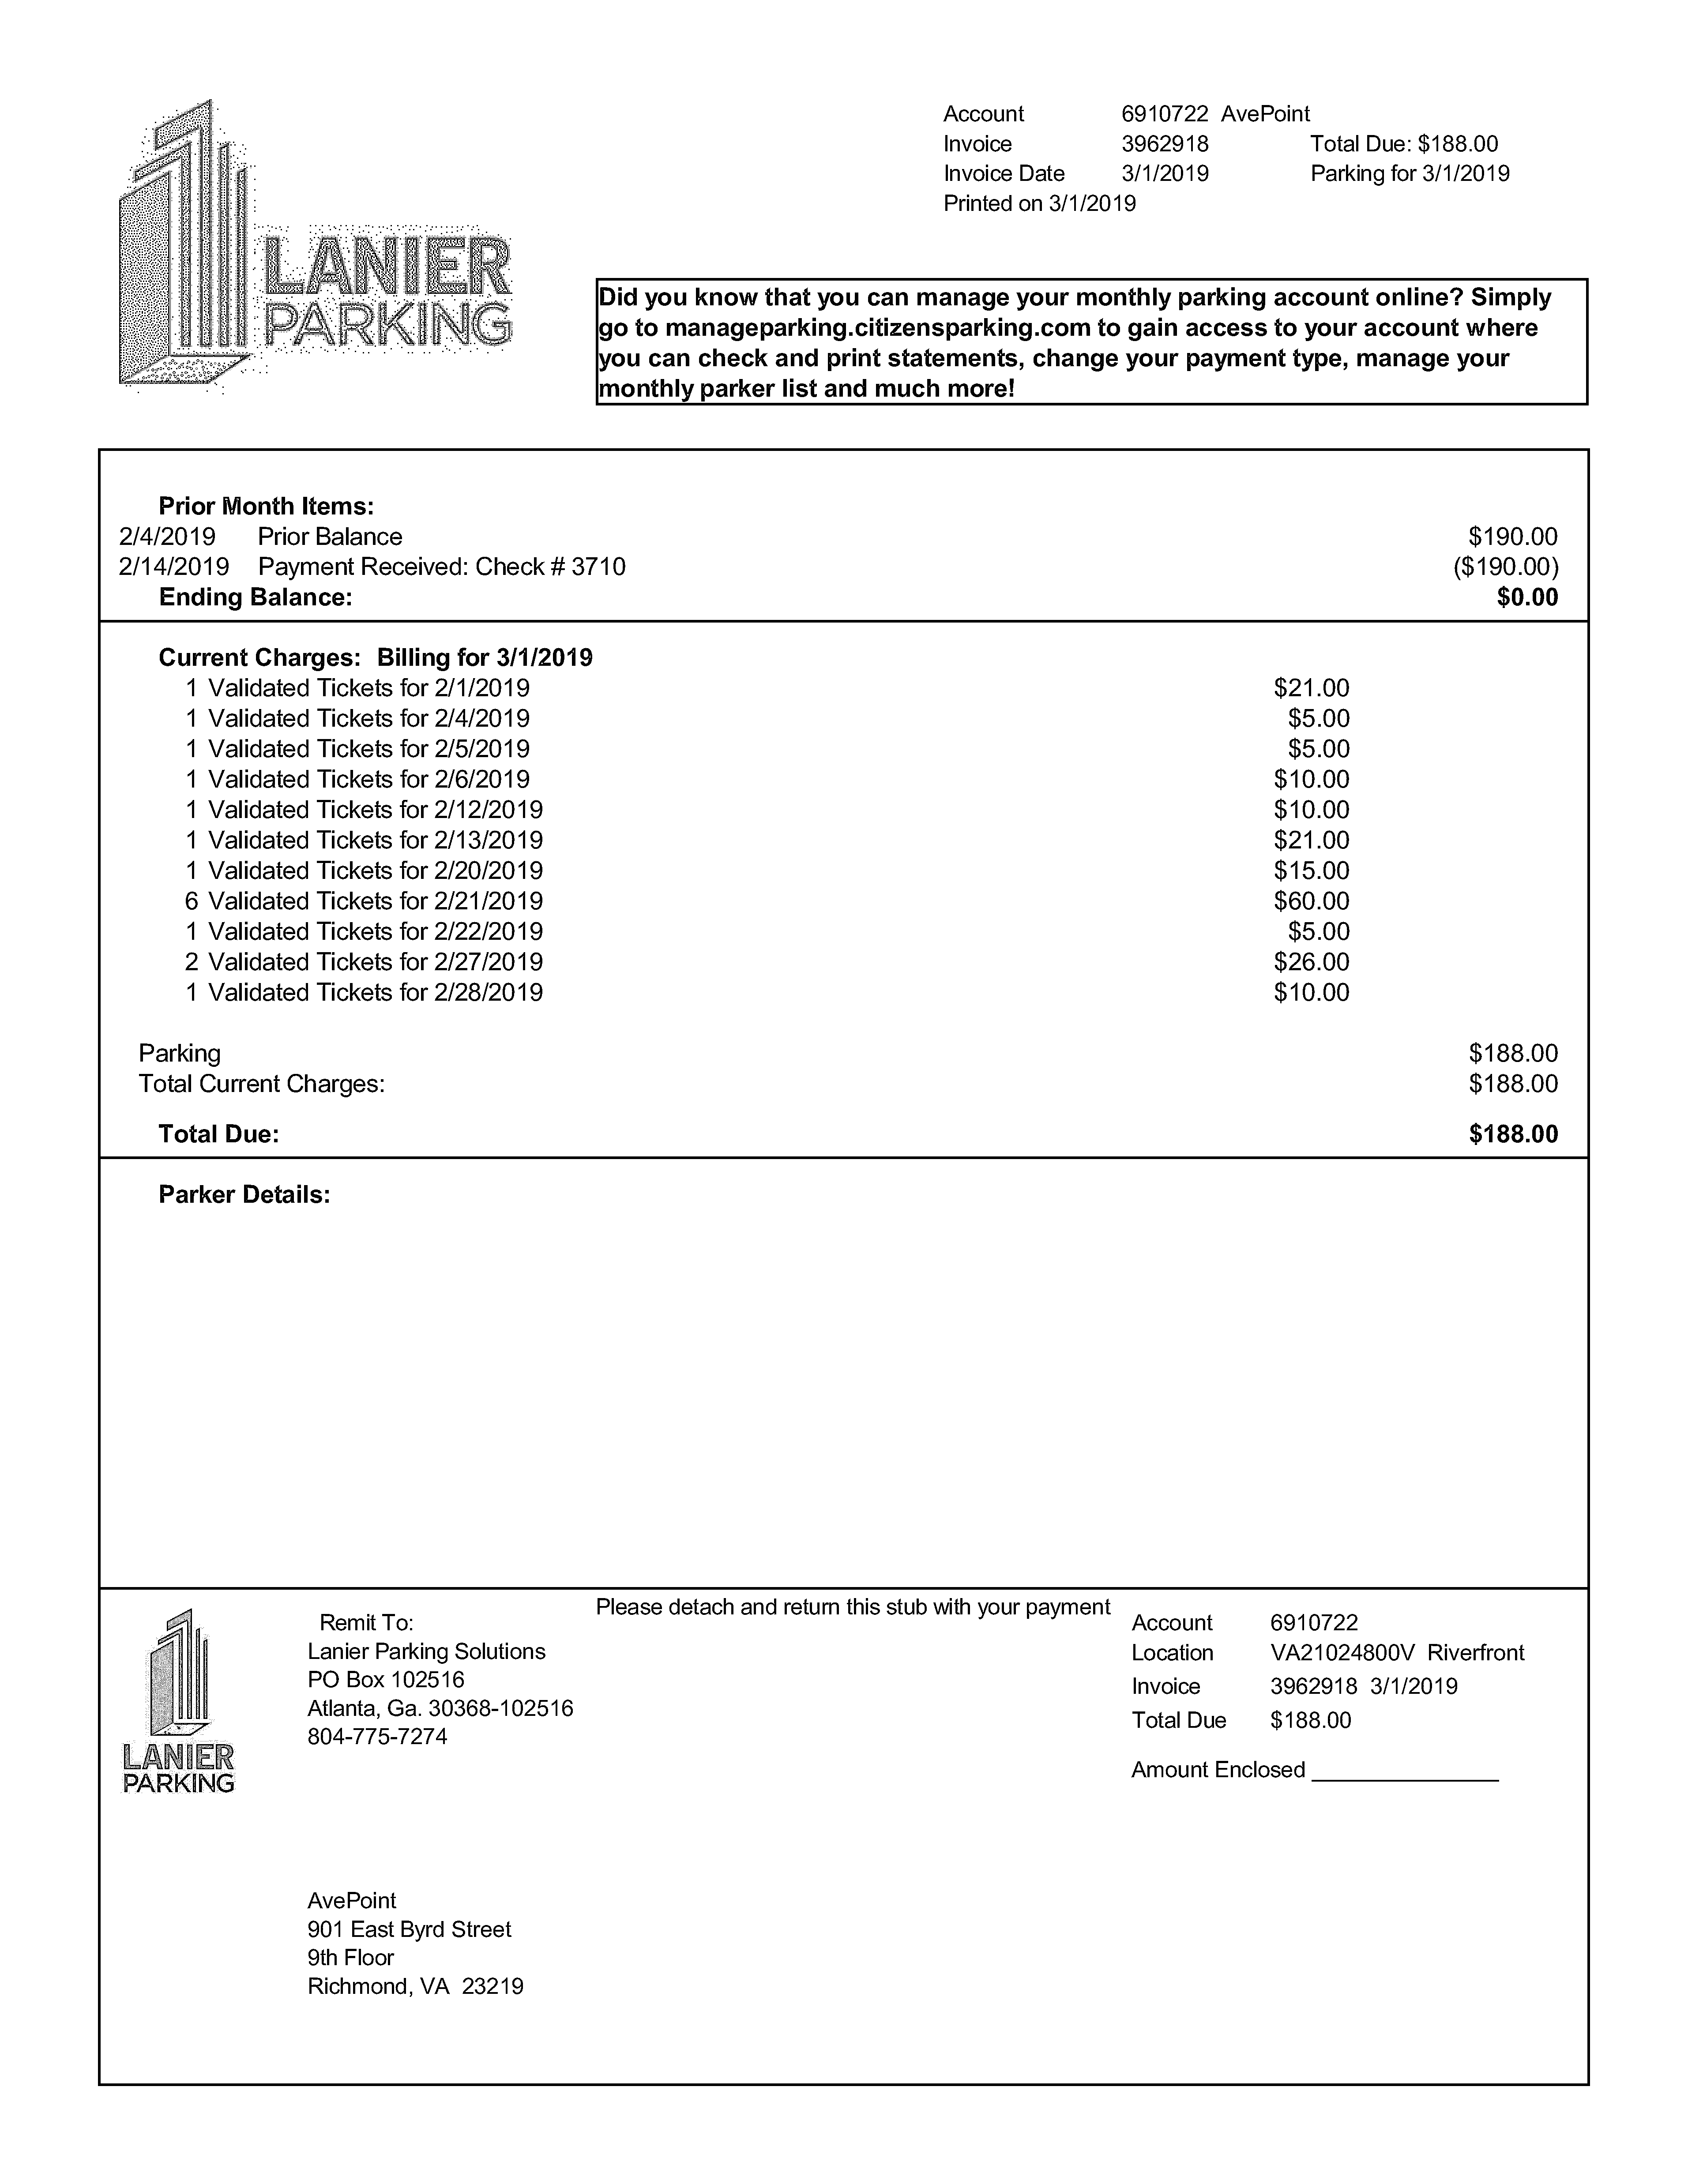 LANIER
PARKING
Account 6910722 AvePoint
Invoice 3962918 Total Due: $188.00
Invoice Date 3/1/2019 Parking for 3/1/2019
Printed on 3/1/2019
Did you know that you can manage your monthly parking account online? Simply
go to manageparking.citizensparking.com to gain access to your account where
you can check and print statements, change your payment type, manage your
monthly parker list and much more!
Prior Month Items:
2/4/2019 Prior Balance $190.00
2/14/2019 Payment Received: Check # 3710 ($190.00)
Ending Balance: $0.00
Current Charges: Billing for 3/1/2019
1 Validated Tickets for 2/1/2019 $21.00
1 Validated Tickets for 2/4/2019 $5.00
1 Validated Tickets for 2/5/2019 $5.00
1 Validated Tickets for 2/6/2019 $10.00
1 Validated Tickets for 2/12/2019 $10.00
1 Validated Tickets for 2/13/2019 $21.00
1 Validated Tickets for 2/20/2019 $15.00
6 Validated Tickets for 2/21/2019 $60.00
1 Validated Tickets for 2/22/2019 $5.00
2 Validated Tickets for 2/27/2019 $26.00
1 Validated Tickets for 2/28/2019 $10.00
Parking $188.00
Total Current Charges: $188.00
Total Due: $188.00
Parker Details:
Please detach and return this stub with your payment
LANIER
PARKING
Remit To:
Lanier Parking Solutions
PO Box 102516
Atlanta, Ga. 30368-102516
804-775-7274
Account 6910722
Location VA21024800V Riverfront
Invoice 3962918 3/1/2019
Total Due $188.00
Amount Enclosed _______________
AvePoint
901 East Byrd Street
9th Floor
Richmond, VA 23219